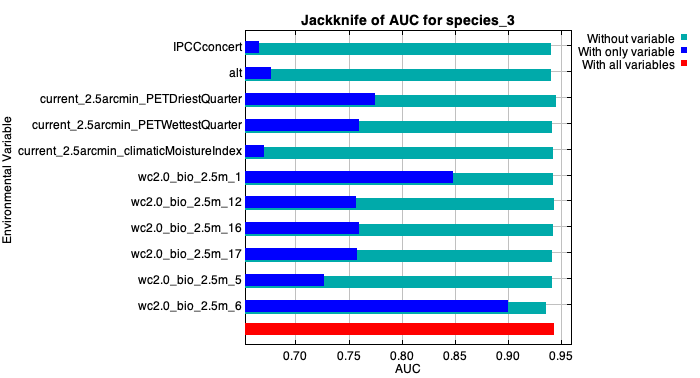 Jackknife of AUC for species_3
Without variable
With only variable
With all variables
Environmental Variable
IPCCconcert
alt
current_2.5arcmin_PETDriestQuarter
current_2.5arcmin_PETWettestQuarter
current_2.5arcmin_climaticMoistureIndex
wc2.0_bio_2.5m_1
wc2.0_bio_2.5m_12
wc2.0_bio_2.5m_16
wc2.0_bio_2.5m_17
wc2.0_bio_2.5m_5
wc2.0_bio_2.5m_6
0.70 0.75 0.80 0.85 0.90 0.95
AUC